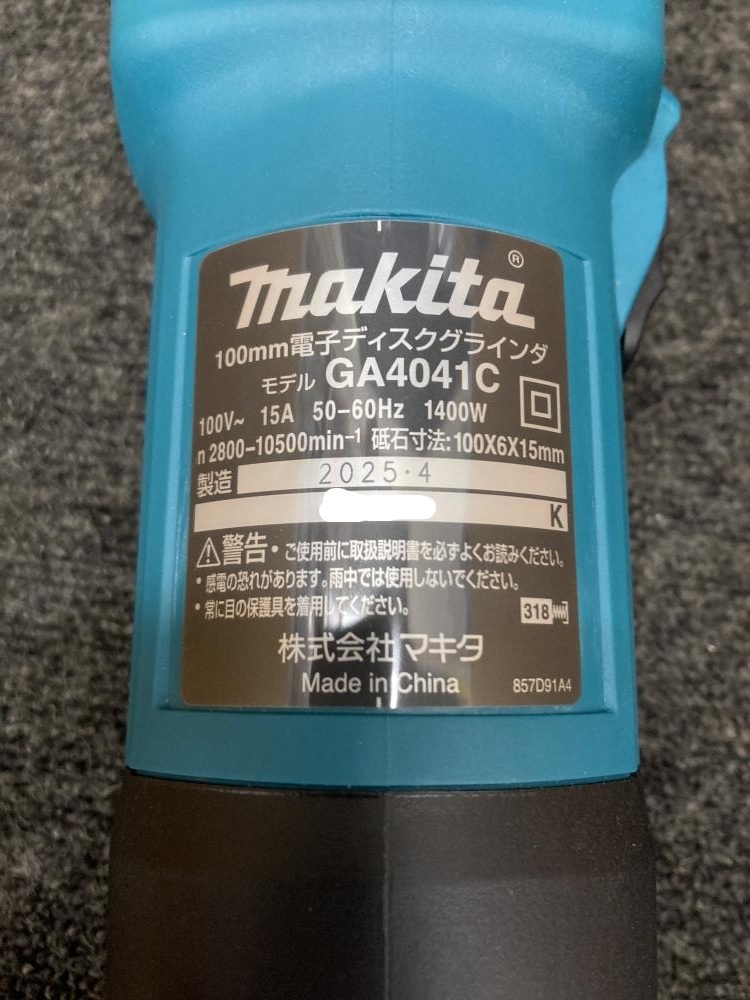 makita®
100mm電子ディスクグラインダ
モデル GA4041C
100V~ 15A 50-60Hz 1400W
n 2800-10500min⁻¹ 砥石寸法:100X6X15mm
製造 2025・4
K
⚠警告・ご使用前に取扱説明書を必ずよくお読みください。
・感電の恐れがあります。雨中では使用しないでください。
・常に目の保護具を着用してください。
318
株式会社マキタ
Made in China
857D91A4